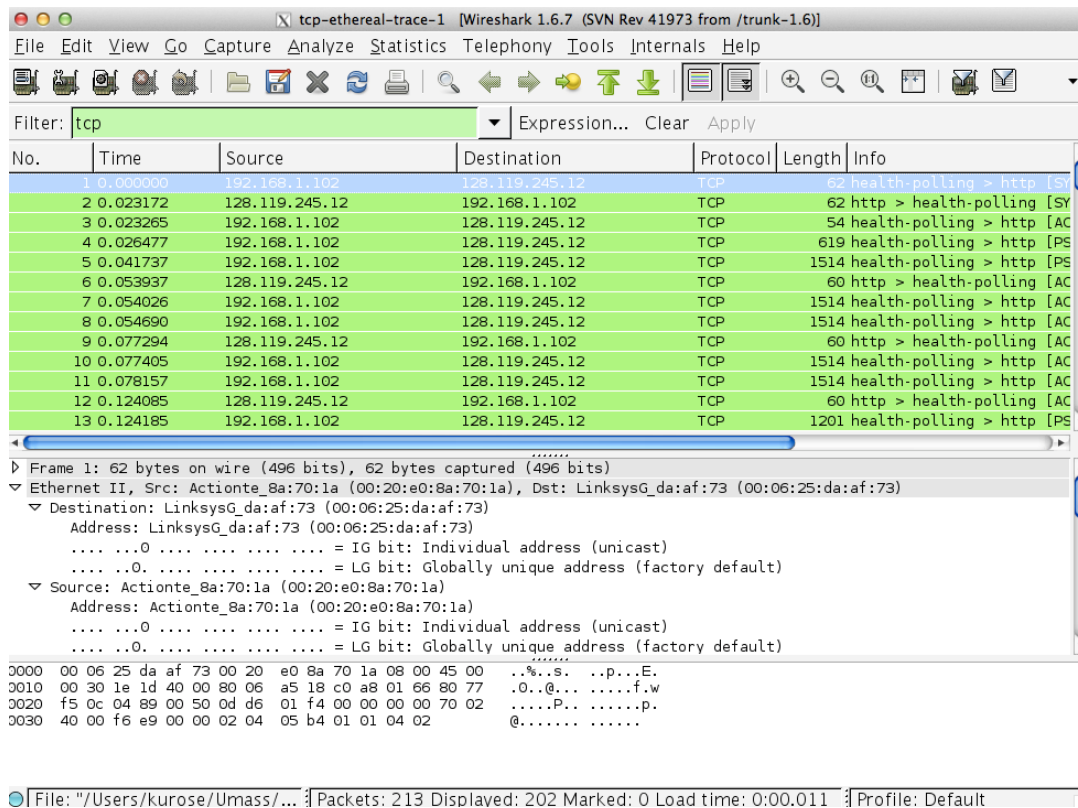 tcp-ethereal-trace-1 [Wireshark 1.6.7 (SVN Rev 41973 from /trunk-1.6)]
File Edit View Go Capture Analyze Statistics Telephony Tools Internals Help
Filter: tcp Expression... Clear Apply
No. Time Source Destination Protocol Length Info
1 0.000000 192.168.1.102 128.119.245.12 TCP 62 health-polling > http [SY
2 0.023172 128.119.245.12 192.168.1.102 TCP 62 http > health-polling [SY
3 0.023265 192.168.1.102 128.119.245.12 TCP 54 health-polling > http [AC
4 0.026477 192.168.1.102 128.119.245.12 TCP 619 health-polling > http [PS
5 0.041737 192.168.1.102 128.119.245.12 TCP 1514 health-polling > http [PS
6 0.053937 128.119.245.12 192.168.1.102 TCP 60 http > health-polling [AC
7 0.054026 192.168.1.102 128.119.245.12 TCP 1514 health-polling > http [AC
8 0.054690 192.168.1.102 128.119.245.12 TCP 1514 health-polling > http [AC
9 0.077294 128.119.245.12 192.168.1.102 TCP 60 http > health-polling [AC
10 0.077405 192.168.1.102 128.119.245.12 TCP 1514 health-polling > http [AC
11 0.078157 192.168.1.102 128.119.245.12 TCP 1514 health-polling > http [AC
12 0.124085 128.119.245.12 192.168.1.102 TCP 60 http > health-polling [AC
13 0.124185 192.168.1.102 128.119.245.12 TCP 1201 health-polling > http [PS
Frame 1: 62 bytes on wire (496 bits), 62 bytes captured (496 bits)
Ethernet II, Src: Actionte_8a:70:1a (00:20:e0:8a:70:1a), Dst: LinksysG_da:af:73 (00:06:25:da:af:73)
Destination: LinksysG_da:af:73 (00:06:25:da:af:73)
Address: LinksysG_da:af:73 (00:06:25:da:af:73)
.... ...0 .... .... .... .... = IG bit: Individual address (unicast)
.... ..0. .... .... .... .... = LG bit: Globally unique address (factory default)
Source: Actionte_8a:70:1a (00:20:e0:8a:70:1a)
Address: Actionte_8a:70:1a (00:20:e0:8a:70:1a)
.... ...0 .... .... .... .... = IG bit: Individual address (unicast)
.... ..0. .... .... .... .... = LG bit: Globally unique address (factory default)
0000 00 06 25 da af 73 00 20 e0 8a 70 1a 08 00 45 00 ..%..s. ..p...E.
0010 00 30 1e 1d 40 00 80 06 a5 18 c0 a8 01 66 80 77 .0..@... .....f.w
0020 f5 0c 04 89 00 50 0d d6 01 f4 00 00 00 00 70 02 .....P.. ......p.
0030 40 00 f6 e9 00 00 02 04 05 b4 01 01 04 02 @....... ......
File: "/Users/kurose/Umass/... Packets: 213 Displayed: 202 Marked: 0 Load time: 0:00.011 Profile: Default